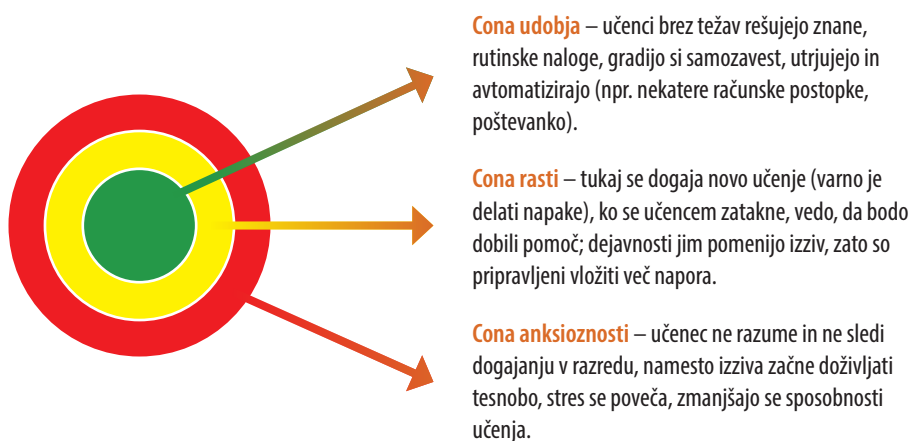 Cona udobja – učenci brez težav rešujejo znane,
rutinske naloge, gradijo si samozavest, utrjujejo in
avtomatizirajo (npr. nekatere računske postopke,
poštevanko).
Cona rasti – tukaj se dogaja novo učenje (varno je
delati napake), ko se učencem zatakne, vedo, da bodo
dobili pomoč; dejavnosti jim pomenijo izziv, zato so
pripravljeni vložiti več napora.
Cona anksioznosti – učenec ne razume in ne sledi
dogajanju v razredu, namesto izziva začne doživljati
tesnobo, stres se poveča, zmanjšajo se sposobnosti
učenja.